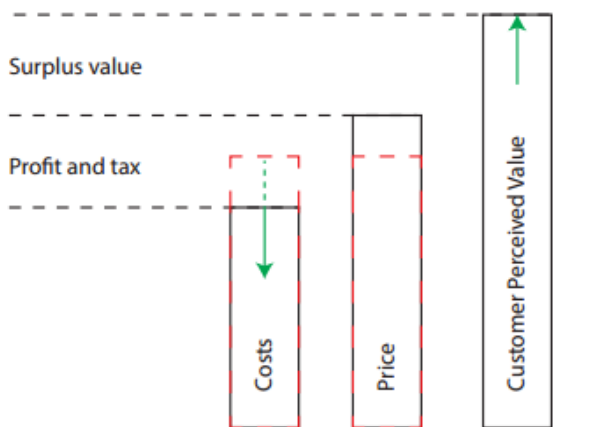 Surplus value
Profit and tax
Costs
Price
Customer Perceived Value